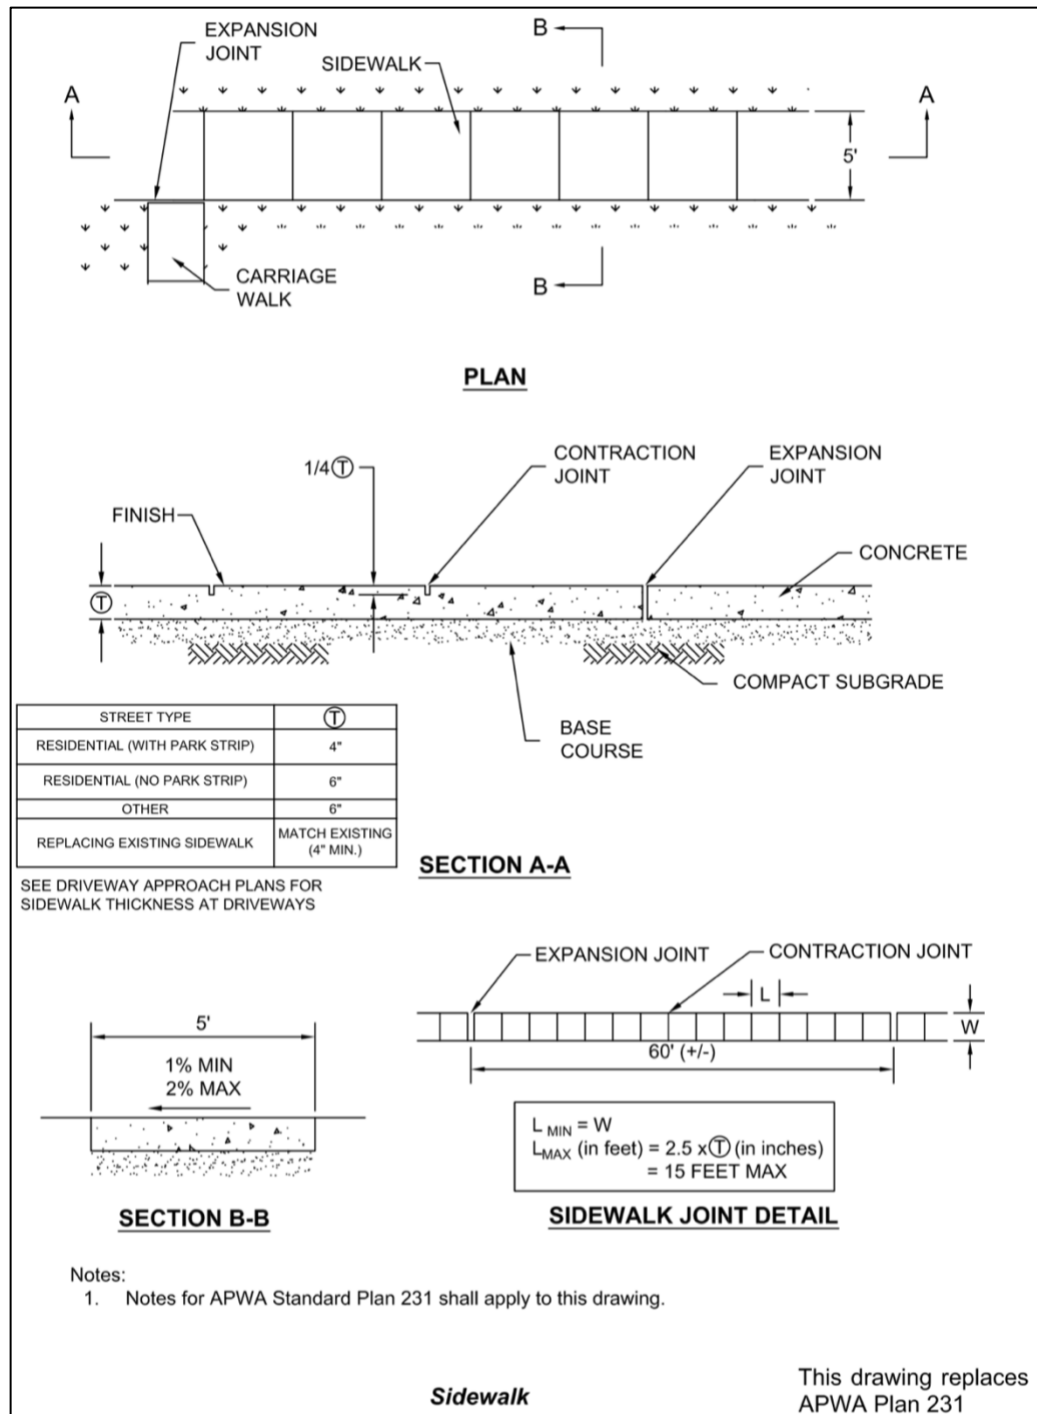 EXPANSION
JOINT
B
SIDEWALK
A
A
5'
CARRIAGE
WALK
B
PLAN
1/4Ⓣ
CONTRACTION
JOINT
EXPANSION
JOINT
FINISH
CONCRETE
Ⓣ
COMPACT SUBGRADE
BASE
COURSE
STREET TYPE Ⓣ
RESIDENTIAL (WITH PARK STRIP) 4"
RESIDENTIAL (NO PARK STRIP) 6"
OTHER 6"
REPLACING EXISTING SIDEWALK MATCH EXISTING
(4" MIN.)
SECTION A-A
SEE DRIVEWAY APPROACH PLANS FOR
SIDEWALK THICKNESS AT DRIVEWAYS
EXPANSION JOINT
CONTRACTION JOINT
L
W
60' (+/-)
5'
1% MIN
2% MAX
L MIN = W
LMAX (in feet) = 2.5 xⓉ (in inches)
= 15 FEET MAX
SECTION B-B
SIDEWALK JOINT DETAIL
Notes:
1. Notes for APWA Standard Plan 231 shall apply to this drawing.
Sidewalk
This drawing replaces
APWA Plan 231